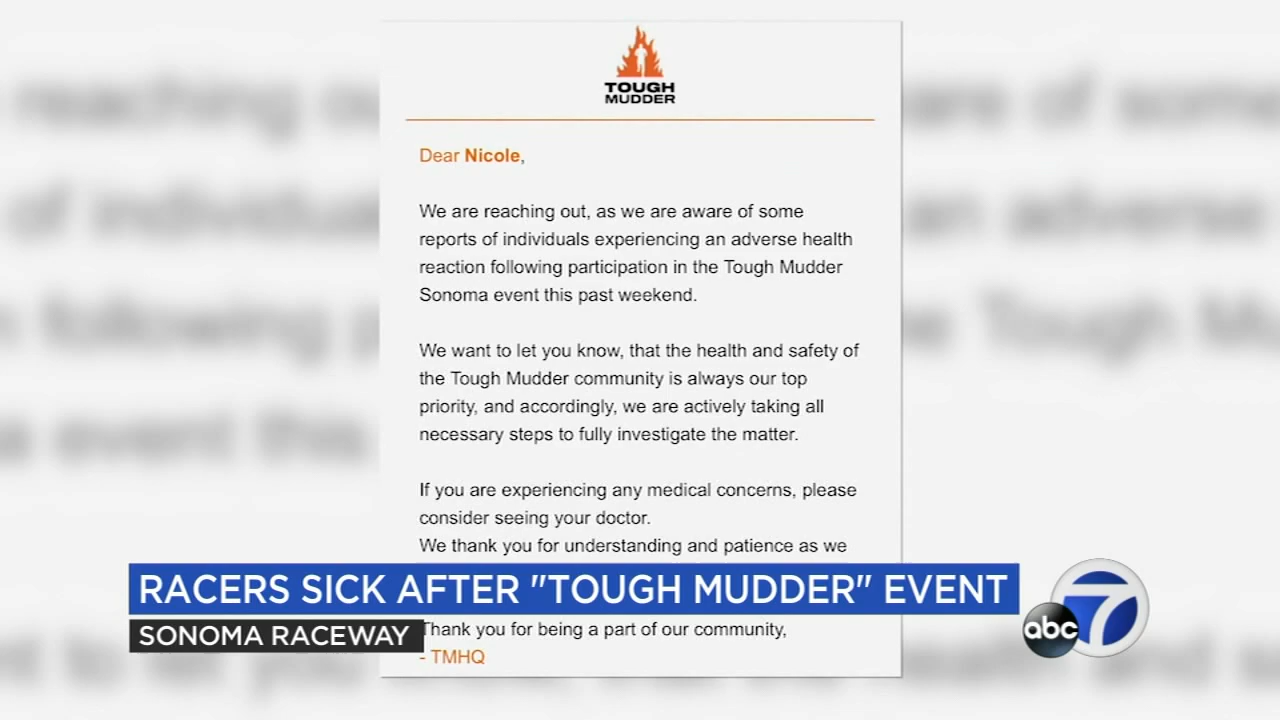 TOUGH
MUDDER
Dear Nicole,
We are reaching out, as we are aware of some
reports of individuals experiencing an adverse health
reaction following participation in the Tough Mudder
Sonoma event this past weekend.
We want to let you know, that the health and safety of
the Tough Mudder community is always our top
priority, and accordingly, we are actively taking all
necessary steps to fully investigate the matter.
If you are experiencing any medical concerns, please
consider seeing your doctor.
We thank you for understanding and patience as we
RACERS SICK AFTER "TOUGH MUDDER" EVENT
SONOMA RACEWAY
Thank you for being a part of our community,
- TMHQ
abc 7